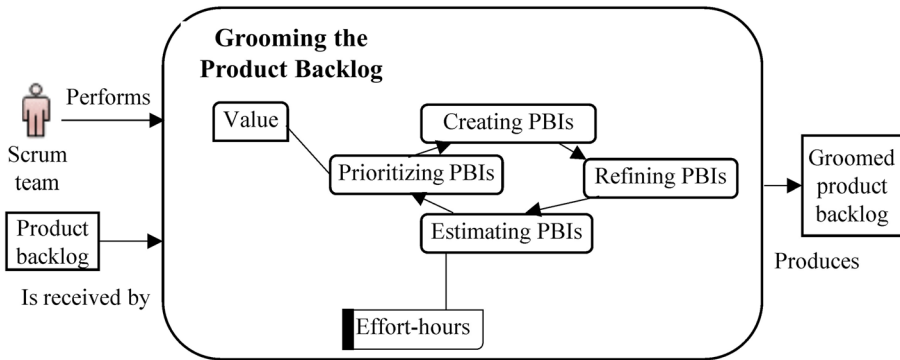 Grooming the
Product Backlog
Performs
Scrum
team
Value
Creating PBIs
Prioritizing PBIs
Refining PBIs
Estimating PBIs
Groomed
product
backlog
Product
backlog
Is received by
Produces
Effort-hours